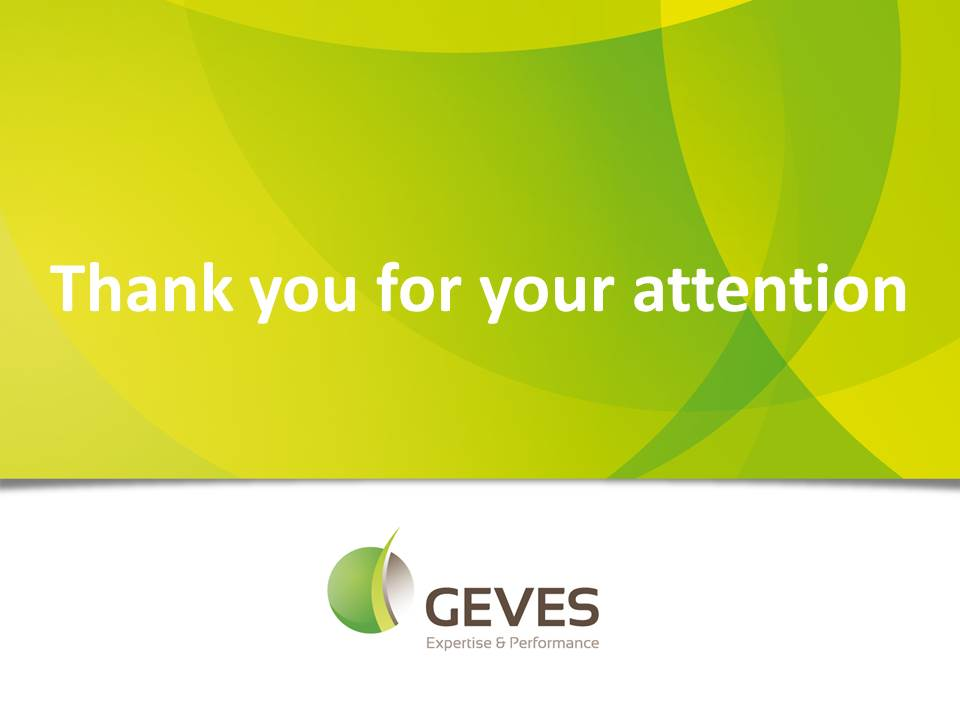 Thank you for your attention
GEVES
Expertise & Performance